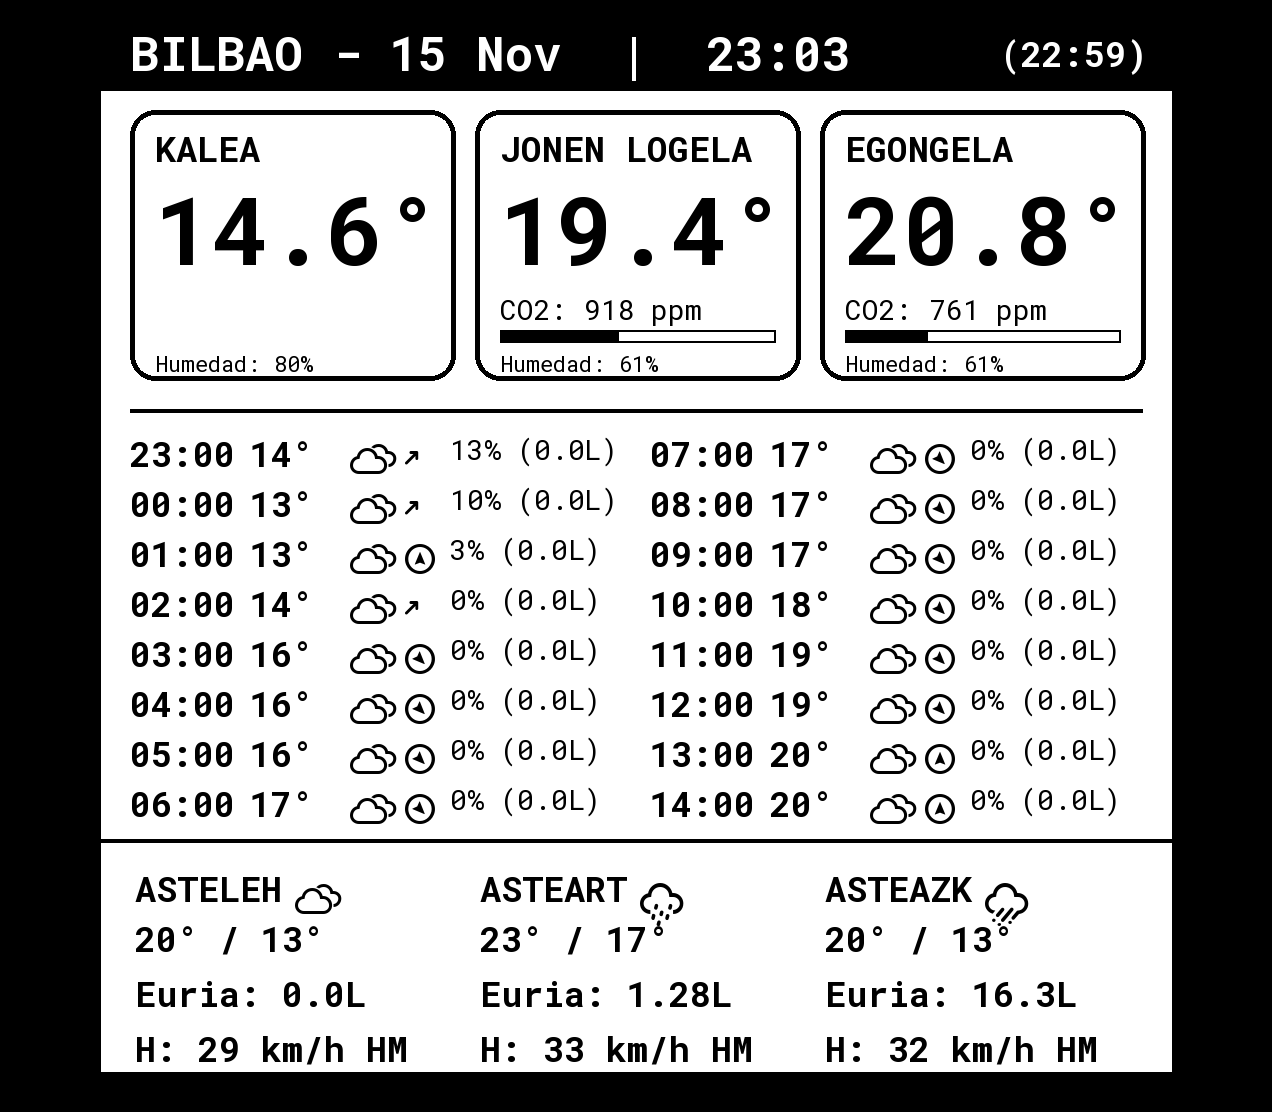 BILBAO - 15 Nov | 23:03 (22:59)
KALEA
14.6°
Humedad: 80%
JONEN LOGELA
19.4°
CO2: 918 ppm
Humedad: 61%
EGONGELA
20.8°
CO2: 761 ppm
Humedad: 61%
23:00 14° 13% (0.0L)
00:00 13° 10% (0.0L)
01:00 13° 3% (0.0L)
02:00 14° 0% (0.0L)
03:00 16° 0% (0.0L)
04:00 16° 0% (0.0L)
05:00 16° 0% (0.0L)
06:00 17° 0% (0.0L)
07:00 17° 0% (0.0L)
08:00 17° 0% (0.0L)
09:00 17° 0% (0.0L)
10:00 18° 0% (0.0L)
11:00 19° 0% (0.0L)
12:00 19° 0% (0.0L)
13:00 20° 0% (0.0L)
14:00 20° 0% (0.0L)
ASTELEH
20° / 13°
Euria: 0.0L
H: 29 km/h HM
ASTEART
23° / 17°
Euria: 1.28L
H: 33 km/h HM
ASTEAZK
20° / 13°
Euria: 16.3L
H: 32 km/h HM